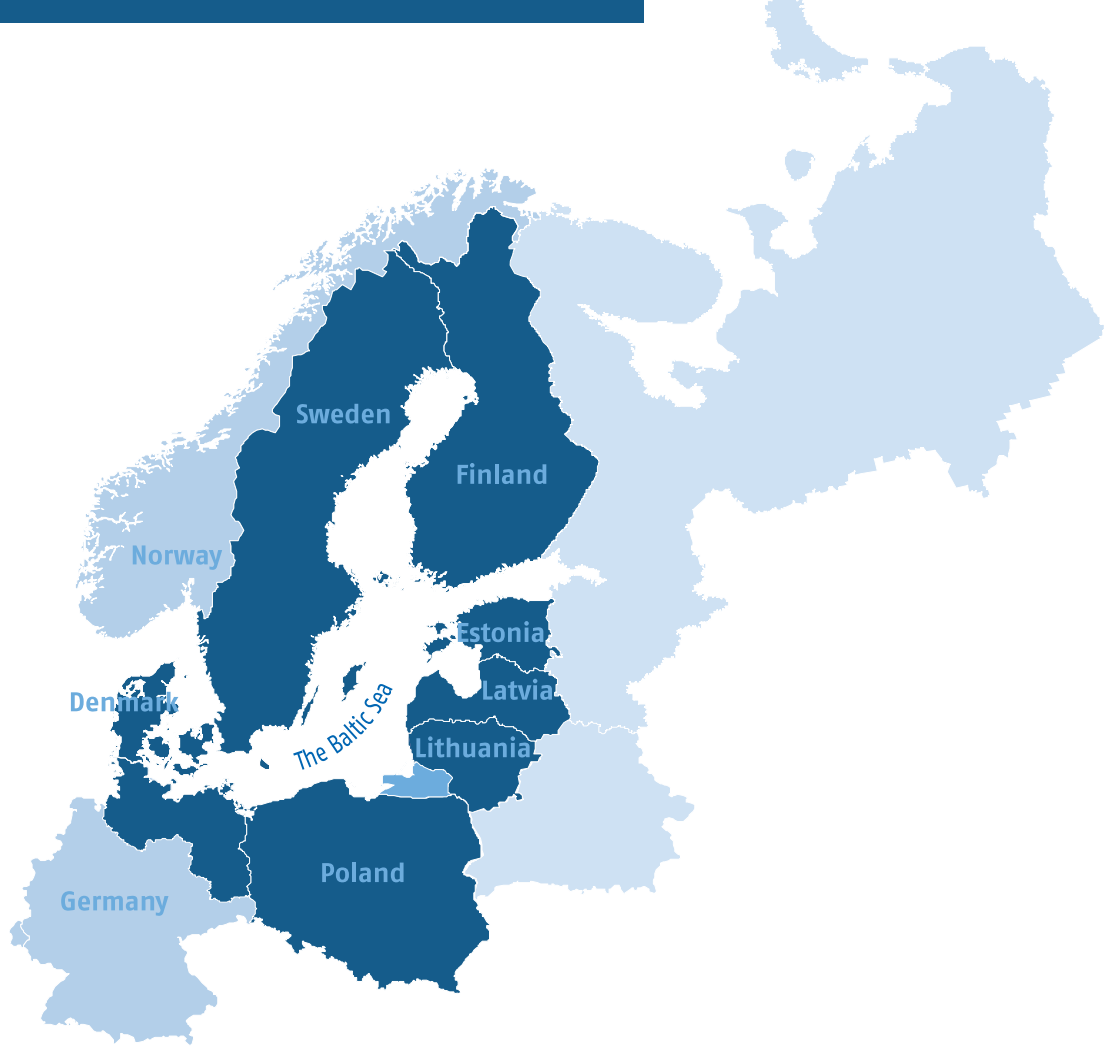 Sweden
Finland
Norway
Estonia
Latvia
Denmark
The Baltic Sea
Lithuania
Poland
Germany